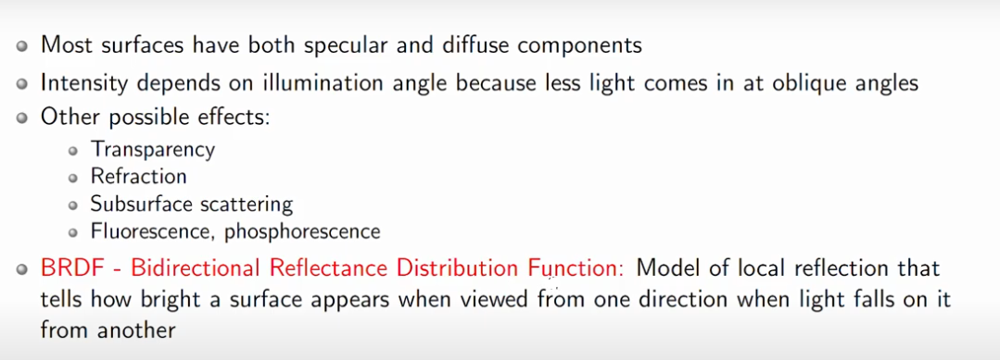 Most surfaces have both specular and diffuse components
Intensity depends on illumination angle because less light comes in at oblique angles
Other possible effects:
Transparency
Refraction
Subsurface scattering
Fluorescence, phosphorescence
BRDF - Bidirectional Reflectance Distribution Function: Model of local reflection that
tells how bright a surface appears when viewed from one direction when light falls on it
from another